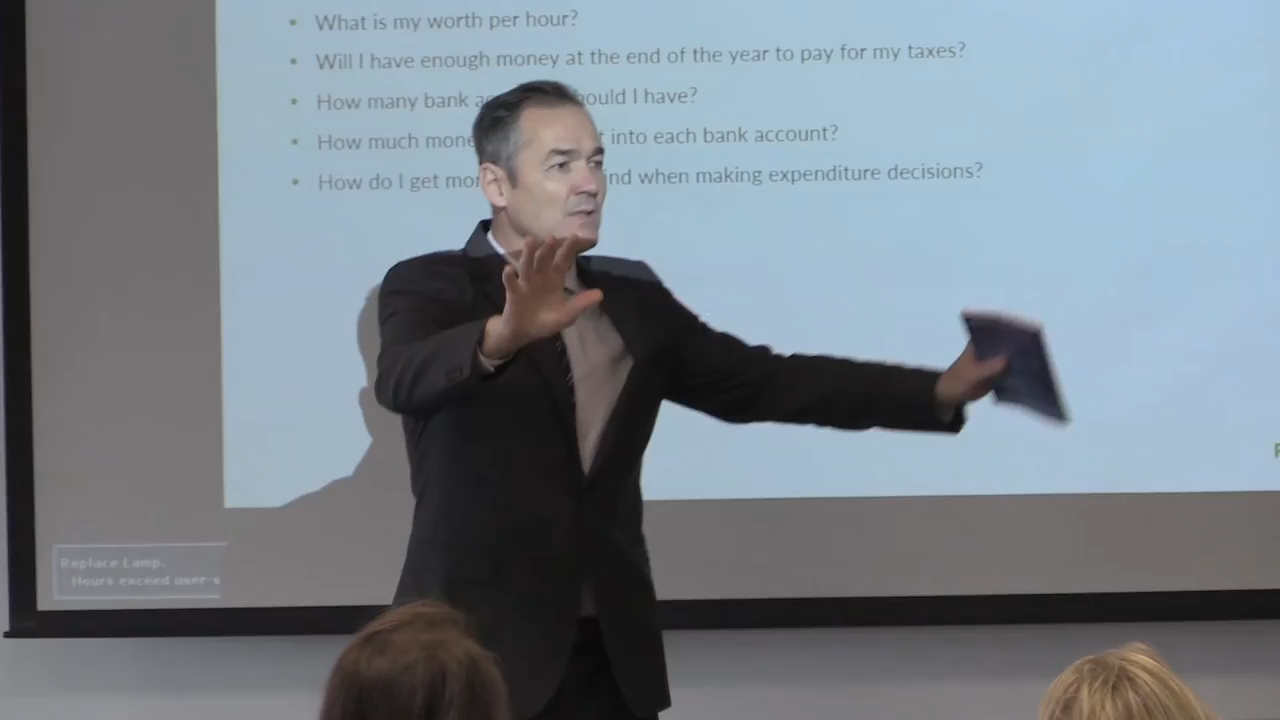 • What is my worth per hour?
• Will I have enough money at the end of the year to pay for my taxes?
• How many bank ould I have?
• How much mone into each bank account?
• How do I get mor nd when making expenditure decisions?
Replace Lamp.
Hours exceed user